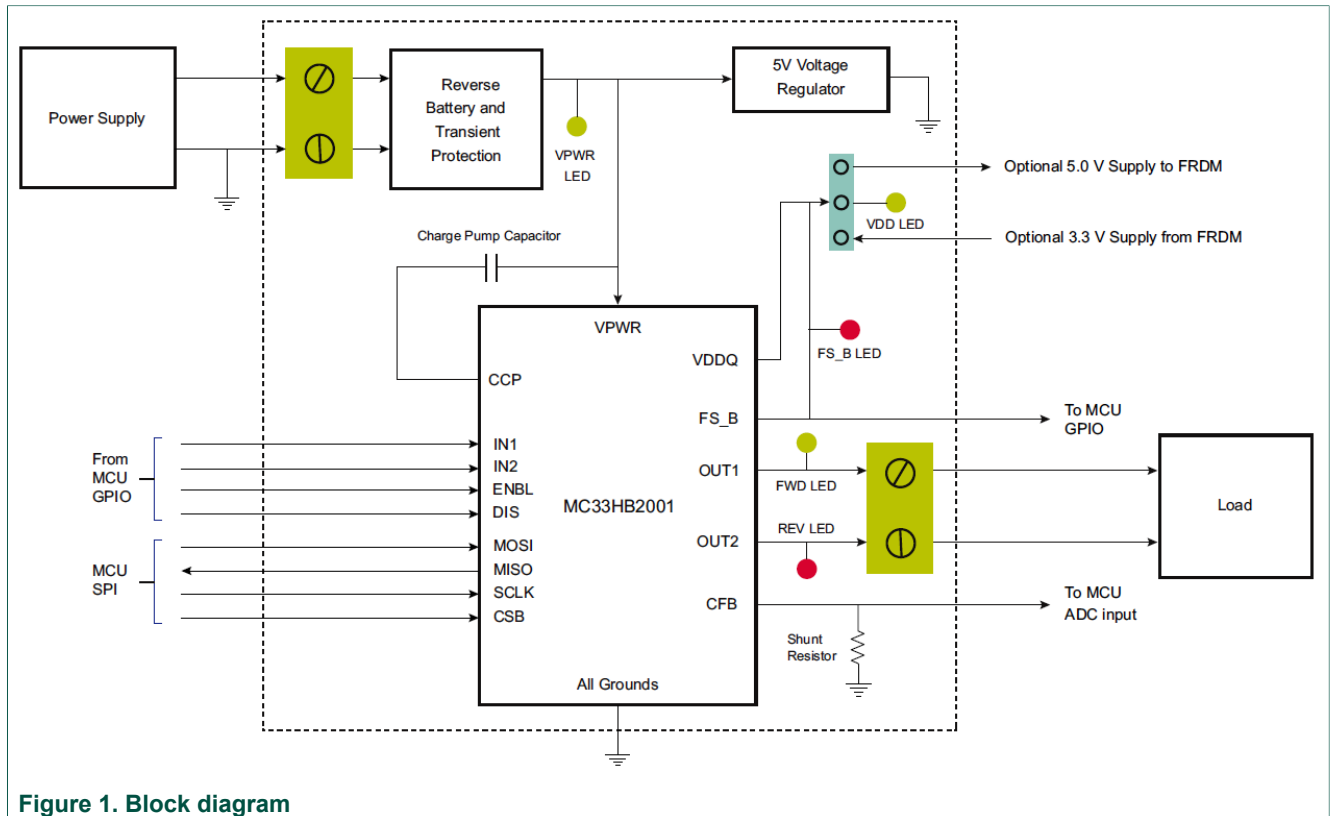 Power Supply
Reverse
Battery and
Transient
Protection
VPWR
LED
5V Voltage
Regulator
Optional 5.0 V Supply to FRDM
VDD LED
Optional 3.3 V Supply from FRDM
Charge Pump Capacitor
VPWR
VDDQ
FS_B LED
CCP
FS_B
To MCU
GPIO
From
MCU
GPIO
IN1
IN2
ENBL
DIS
MC33HB2001
OUT1
FWD LED
Load
MCU
SPI
MOSI
MISO
SCLK
CSB
OUT2
REV LED
CFB
To MCU
ADC input
Shunt
Resistor
All Grounds
Figure 1. Block diagram